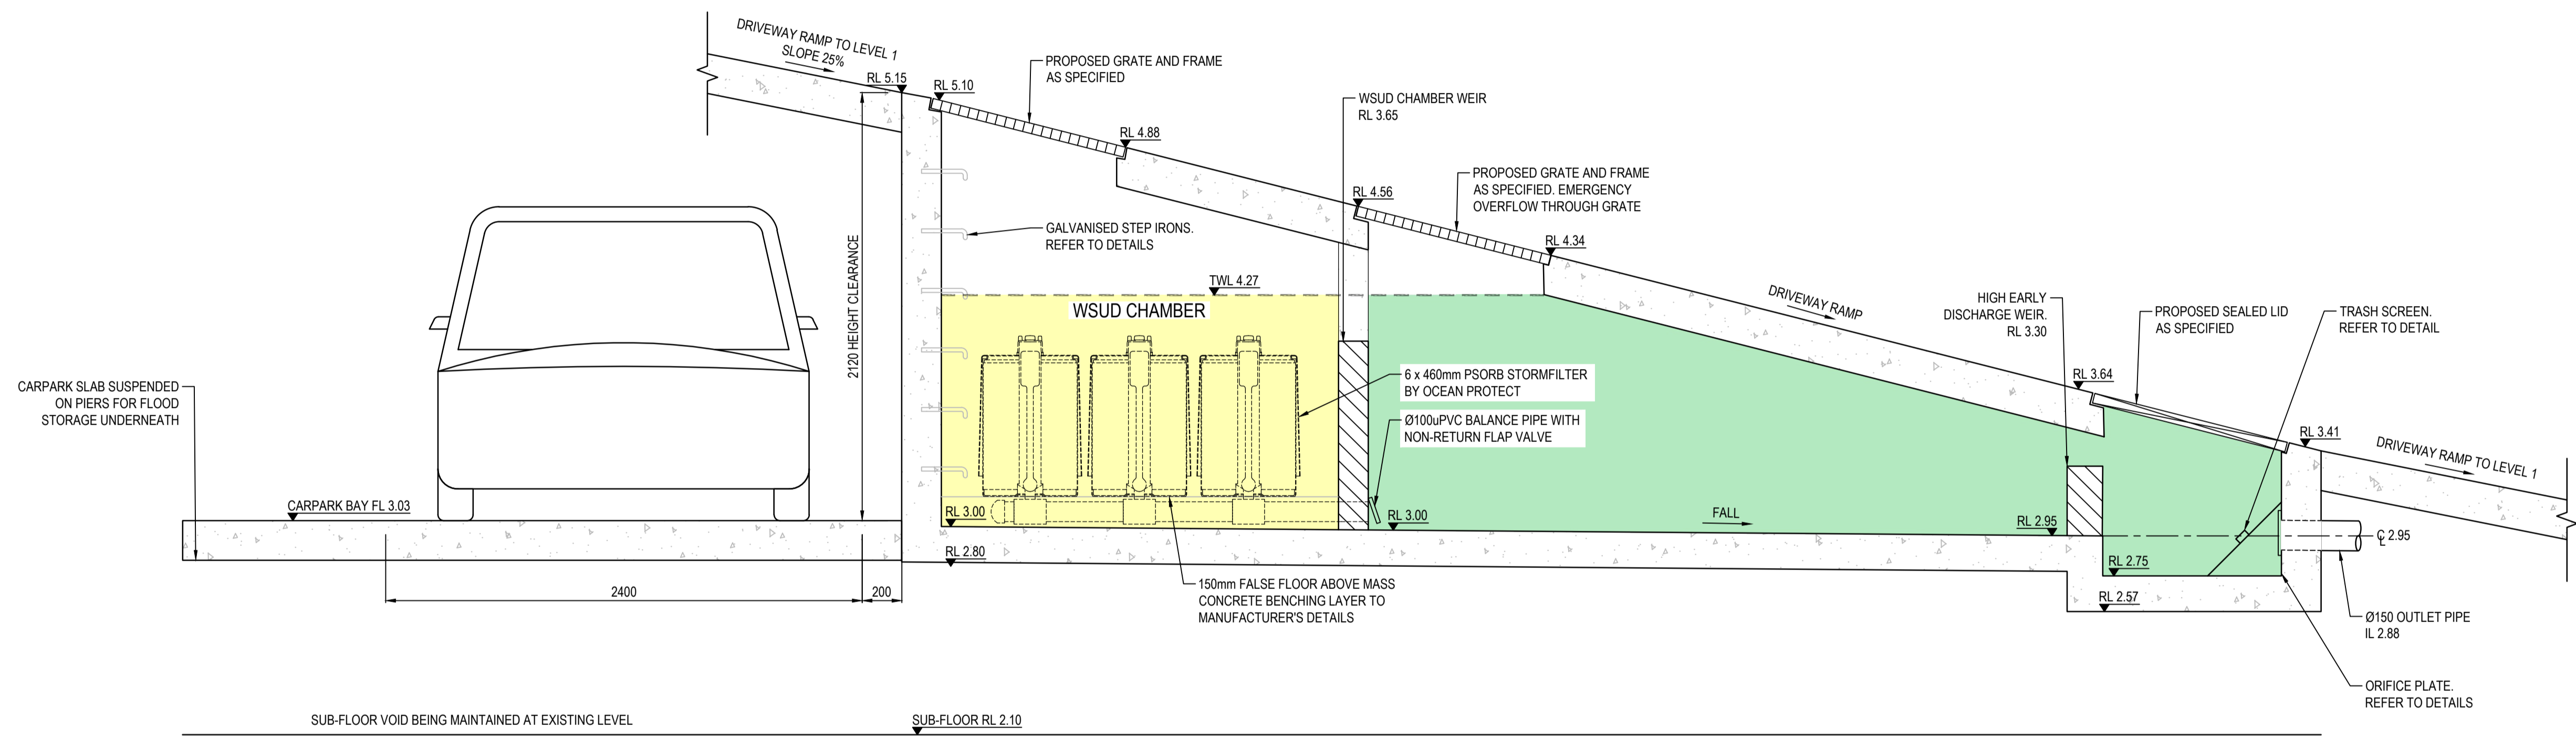 DRIVEWAY RAMP TO LEVEL 1
SLOPE 25%
RL 5.15
RL 5.10
PROPOSED GRATE AND FRAME
AS SPECIFIED
RL 4.88
WSUD CHAMBER WEIR
RL 3.65
RL 4.56
PROPOSED GRATE AND FRAME
AS SPECIFIED. EMERGENCY
OVERFLOW THROUGH GRATE
RL 4.34
GALVANISED STEP IRONS.
REFER TO DETAILS
2120 HEIGHT CLEARANCE
TWL 4.27
WSUD CHAMBER
DRIVEWAY RAMP
HIGH EARLY
DISCHARGE WEIR.
RL 3.30
PROPOSED SEALED LID
AS SPECIFIED
TRASH SCREEN.
REFER TO DETAIL
CARPARK SLAB SUSPENDED
ON PIERS FOR FLOOD
STORAGE UNDERNEATH
6 x 460mm PSORB STORMFILTER
BY OCEAN PROTECT
Ø100uPVC BALANCE PIPE WITH
NON-RETURN FLAP VALVE
RL 3.64
RL 3.41
DRIVEWAY RAMP TO LEVEL 1
CARPARK BAY FL 3.03
RL 3.00
RL 3.00
FALL
RL 2.95
℄ 2.95
RL 2.80
RL 2.75
2400
200
150mm FALSE FLOOR ABOVE MASS
CONCRETE BENCHING LAYER TO
MANUFACTURER'S DETAILS
RL 2.57
Ø150 OUTLET PIPE
IL 2.88
ORIFICE PLATE.
REFER TO DETAILS
SUB-FLOOR VOID BEING MAINTAINED AT EXISTING LEVEL
SUB-FLOOR RL 2.10